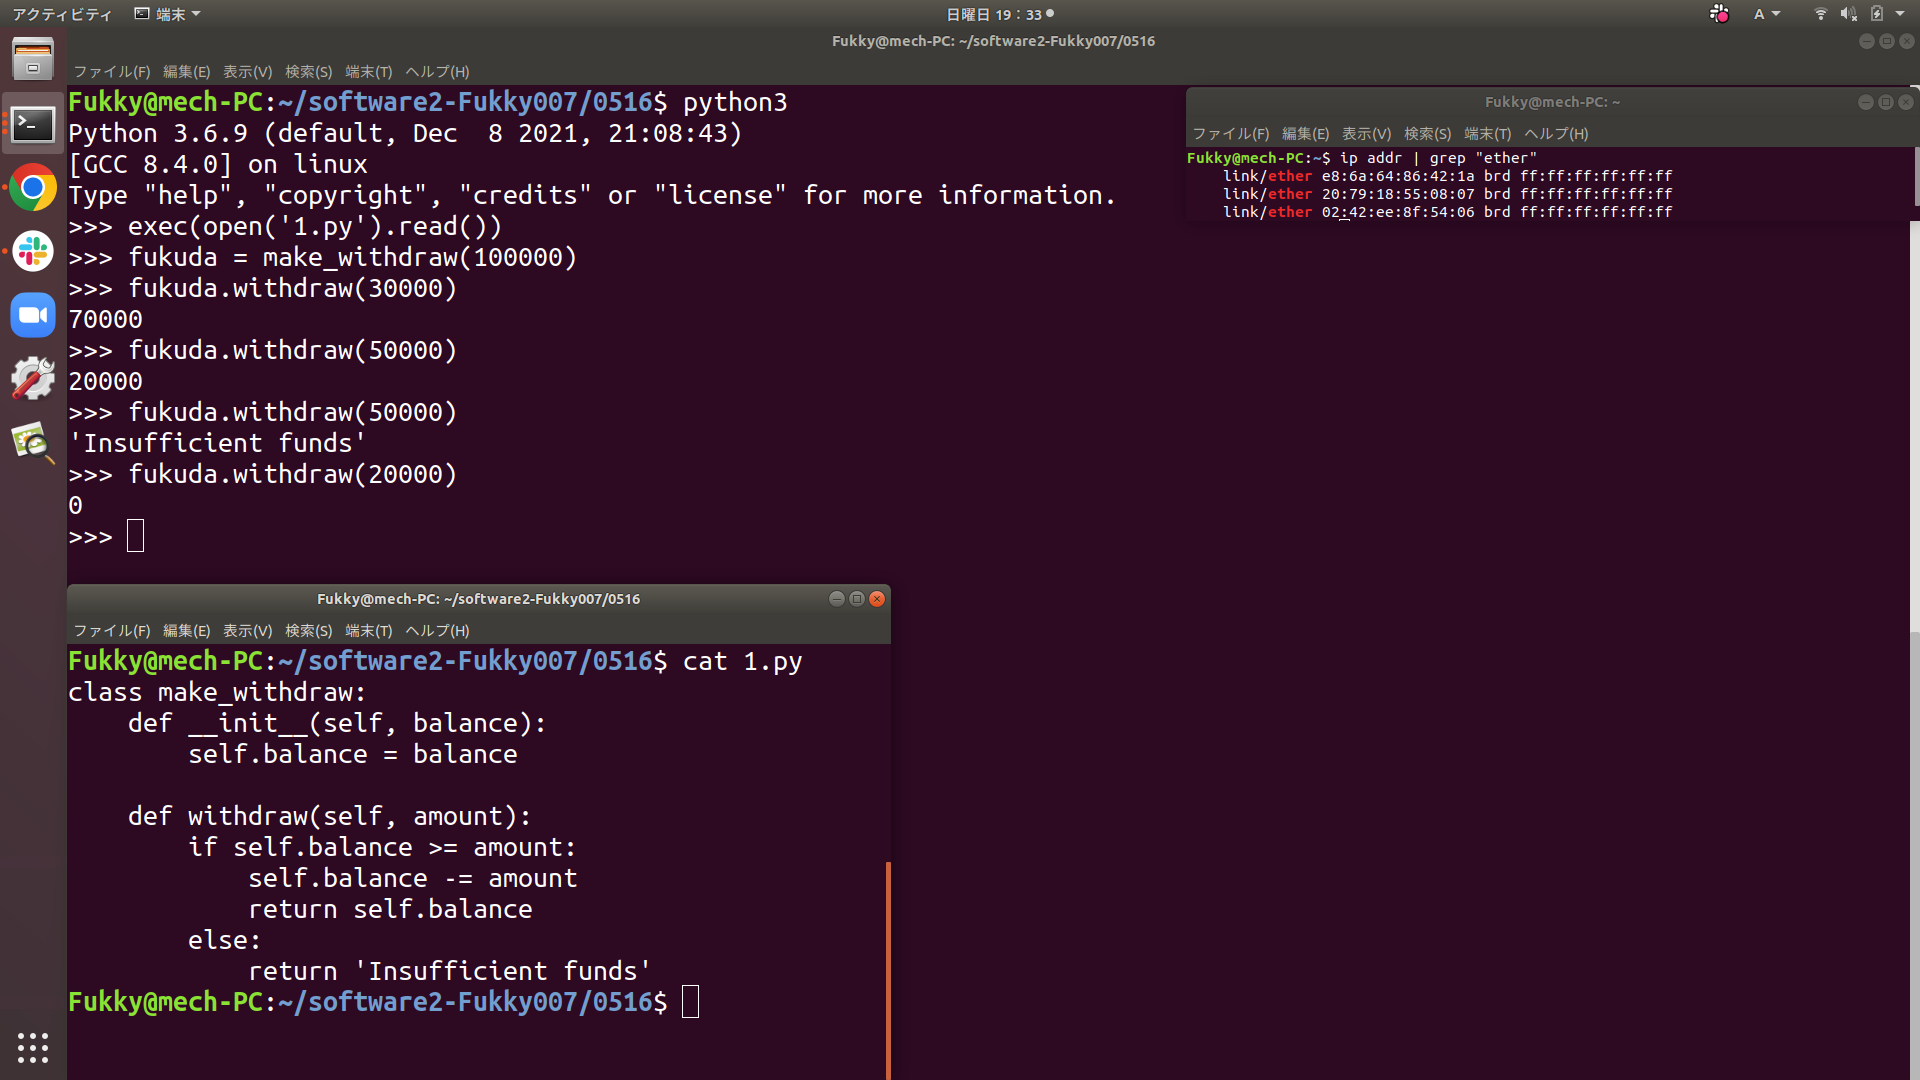 アクティビティ 端末 日曜日 19：33 A
Fukky@mech-PC: ~/software2-Fukky007/0516
ファイル(F) 編集(E) 表示(V) 検索(S) 端末(T) ヘルプ(H)
Fukky@mech-PC:~/software2-Fukky007/0516$ python3
Python 3.6.9 (default, Dec  8 2021, 21:08:43)
[GCC 8.4.0] on linux
Type "help", "copyright", "credits" or "license" for more information.
>>> exec(open('1.py').read())
>>> fukuda = make_withdraw(100000)
>>> fukuda.withdraw(30000)
70000
>>> fukuda.withdraw(50000)
20000
>>> fukuda.withdraw(50000)
'Insufficient funds'
>>> fukuda.withdraw(20000)
0
>>>
Fukky@mech-PC: ~
ファイル(F) 編集(E) 表示(V) 検索(S) 端末(T) ヘルプ(H)
Fukky@mech-PC:~$ ip addr | grep "ether"
    link/ether e8:6a:64:86:42:1a brd ff:ff:ff:ff:ff:ff
    link/ether 20:79:18:55:08:07 brd ff:ff:ff:ff:ff:ff
    link/ether 02:42:ee:8f:54:06 brd ff:ff:ff:ff:ff:ff
Fukky@mech-PC: ~/software2-Fukky007/0516
ファイル(F) 編集(E) 表示(V) 検索(S) 端末(T) ヘルプ(H)
Fukky@mech-PC:~/software2-Fukky007/0516$ cat 1.py
class make_withdraw:
    def __init__(self, balance):
        self.balance = balance

    def withdraw(self, amount):
        if self.balance >= amount:
            self.balance -= amount
            return self.balance
        else:
            return 'Insufficient funds'
Fukky@mech-PC:~/software2-Fukky007/0516$